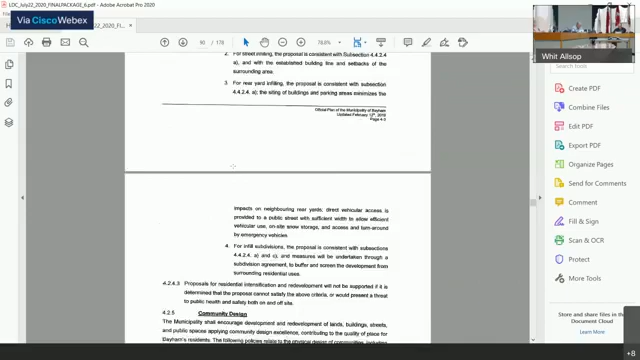 LOC_July22_2020_FINALPACKAGE_6.pdf - Adobe Acrobat Pro 2020
Via Cisco Webex
90 / 178
78.8%
Whit Allsop
2. For street infilling, the proposal is consistent with Subsection 4.4.2.4
a), and with the established building line and setbacks of the
surrounding area.
3. For rear yard infilling, the proposal is consistent with subsection
4.4.2.4. a); the siting of buildings and parking areas minimizes the
Official Plan of the Municipality of Bayham
Updated February 12th, 2019
Page 4-3
impacts on neighbouring rear yards; direct vehicular access is
provided to a public street with sufficient width to allow efficient
vehicular use, on-site snow storage, and access and turn-around
by emergency vehicles.
4. For infill subdivisions, the proposal is consistent with subsections
4.4.2.4. a) and c), and measures will be undertaken through a
subdivision agreement, to buffer and screen the development from
surrounding residential uses.
4.2.4.3 Proposals for residential intensification and redevelopment will not be supported if it is
determined that the proposal cannot satisfy the above criteria, or would present a threat
to public health and safety both on and off site.
4.2.5 Community Design
The Municipality shall encourage development and redevelopment of lands, buildings, streets,
and public spaces applying community design excellence, contributing to the quality of place for
Bayham's residents. The following policies relate to the physical design of communities, including
Create PDF
Combine Files
Edit PDF
Export PDF
Organize Pages
Send for Comments
Comment
Fill & Sign
Scan & OCR
Protect
More Tools
Store and share files in the
Document Cloud
Learn More
+8